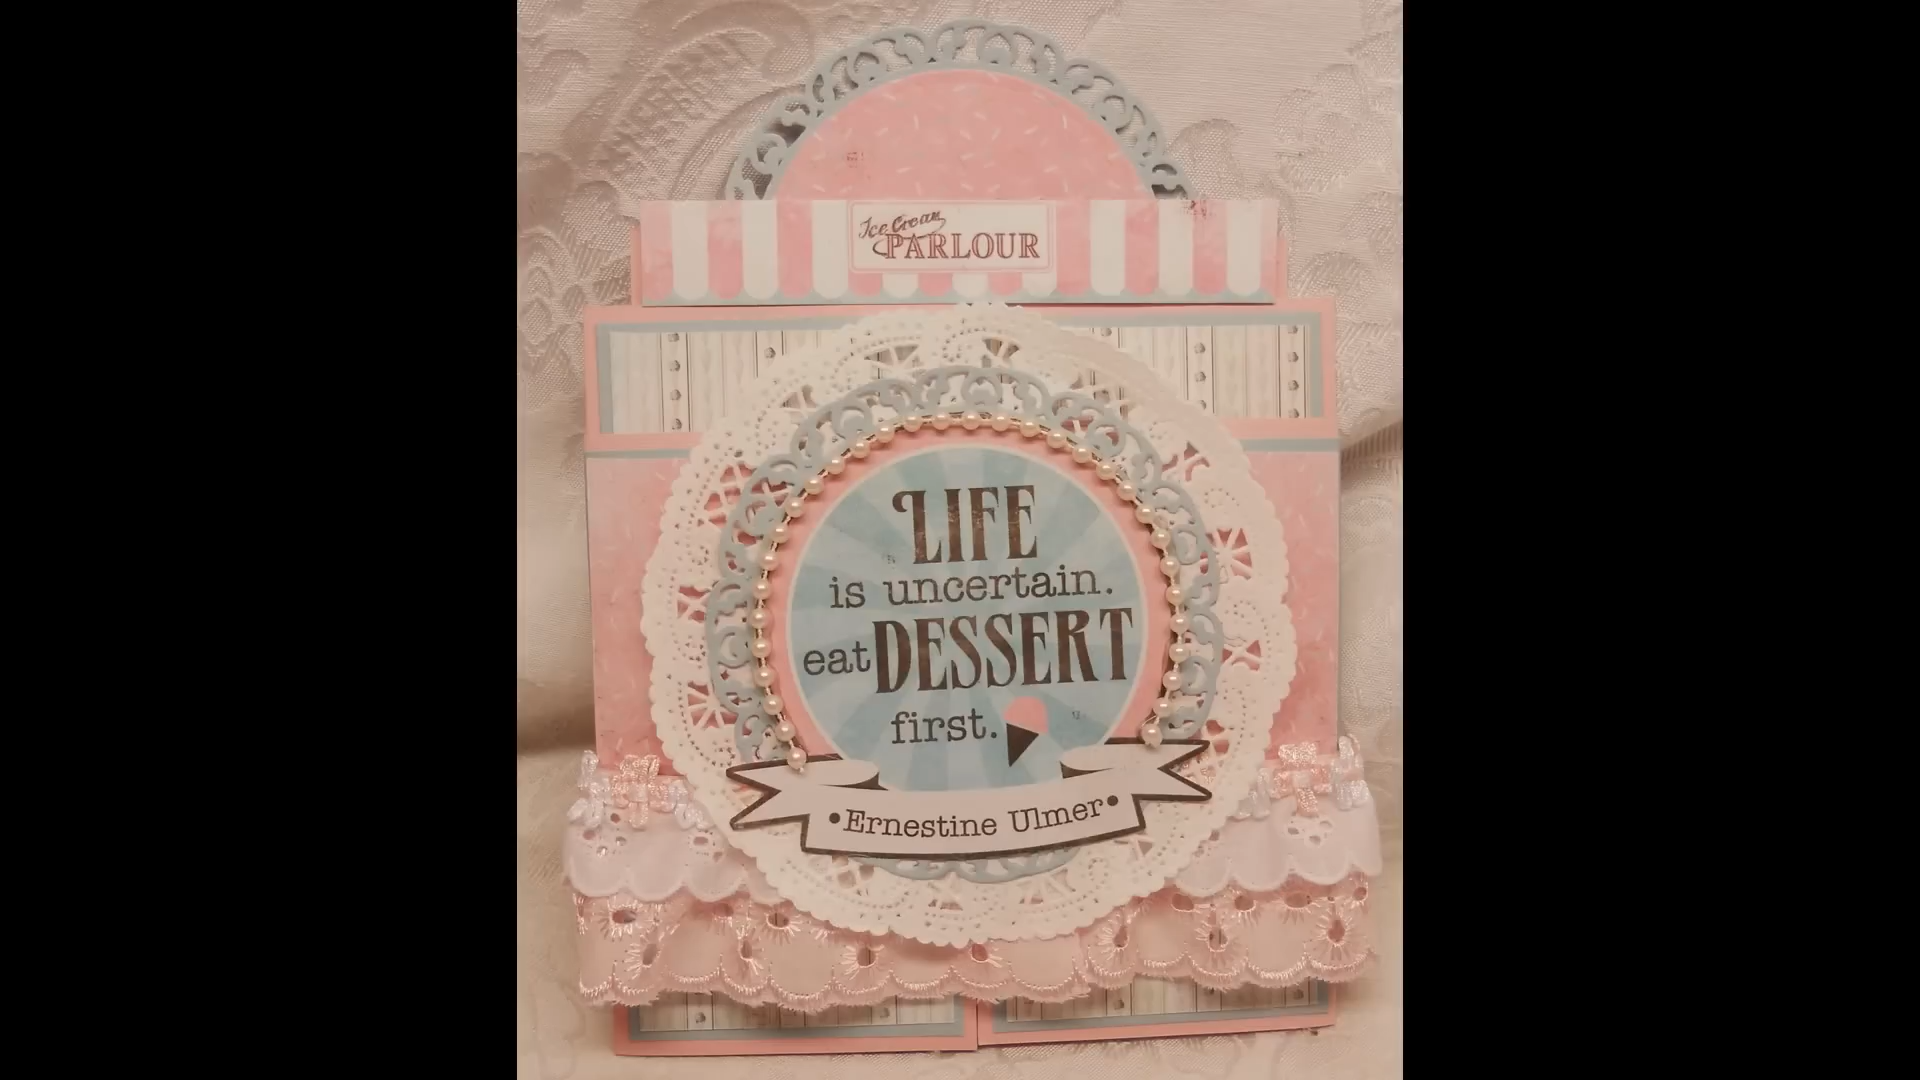 Ice Cream
PARLOUR
LIFE
is uncertain.
eat DESSERT
first.
•Ernestine Ulmer•